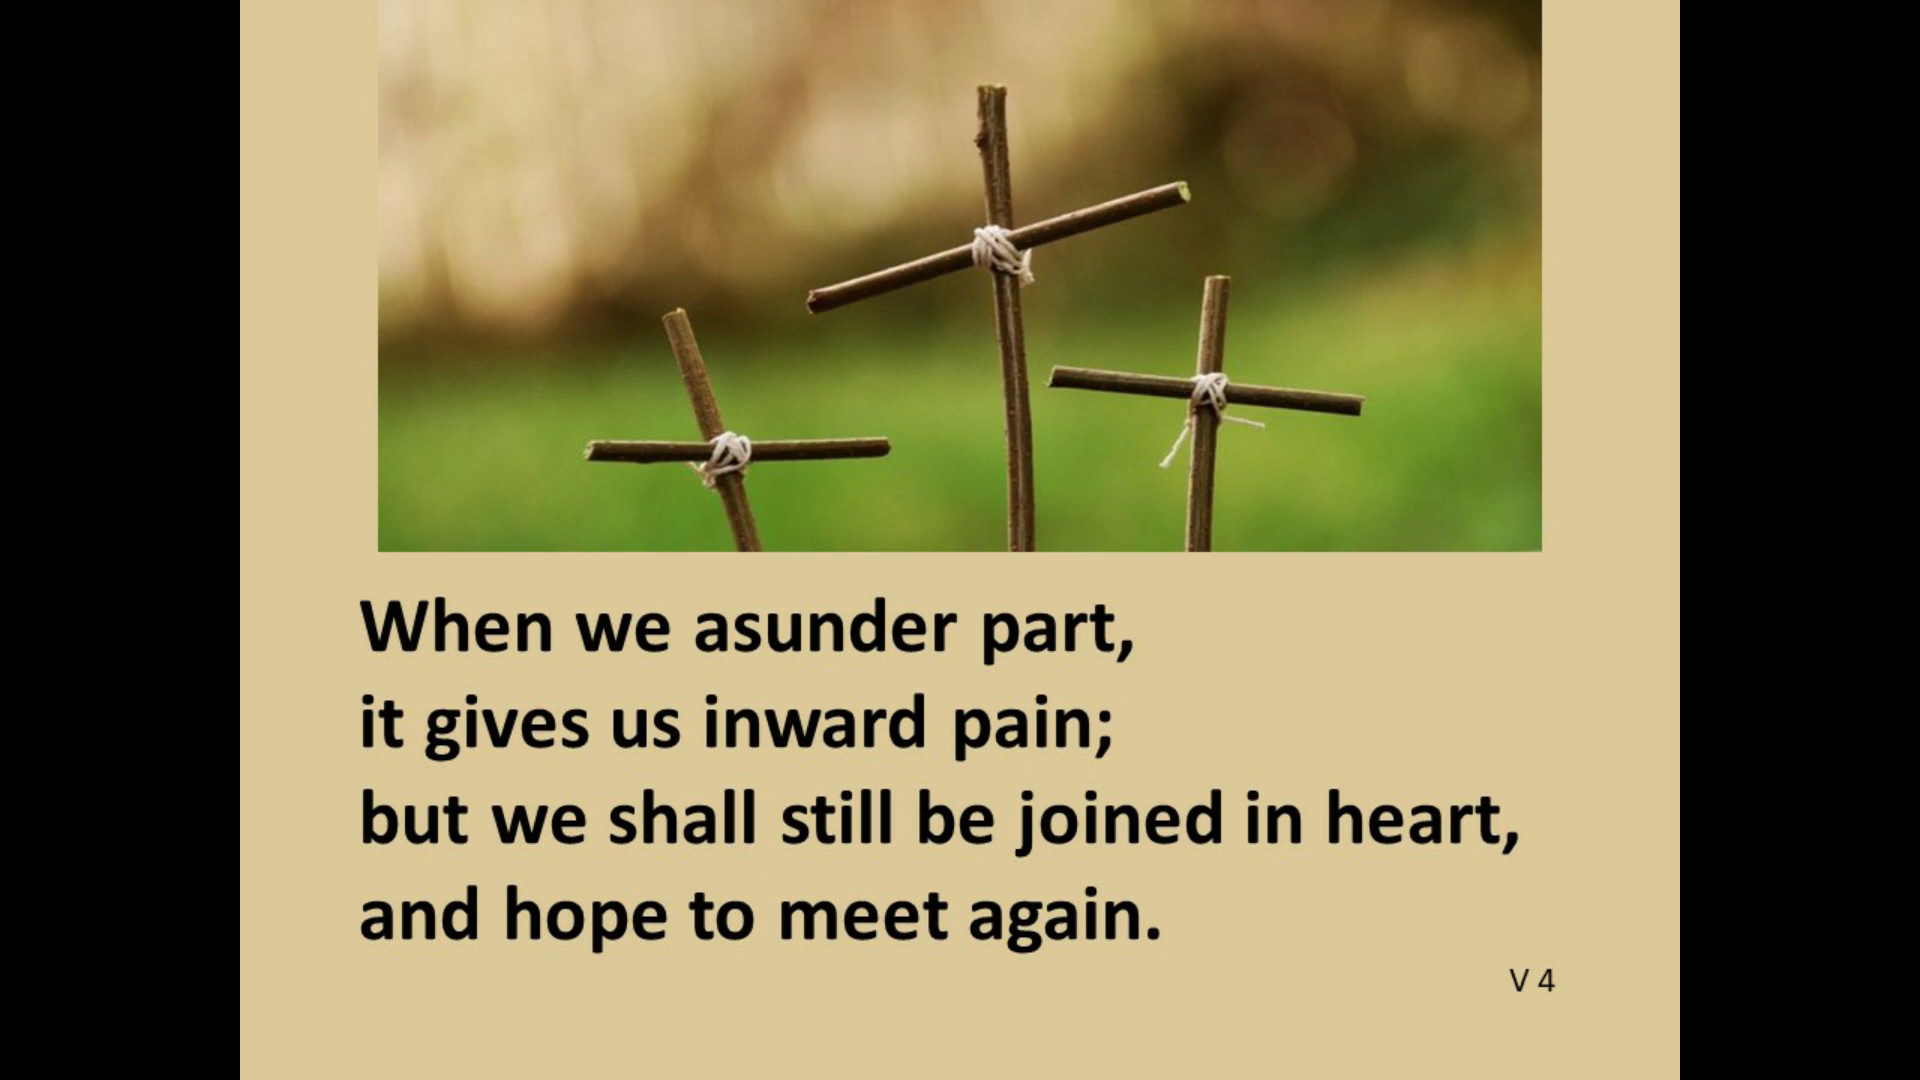 When we asunder part,
it gives us inward pain;
but we shall still be joined in heart,
and hope to meet again.
V 4